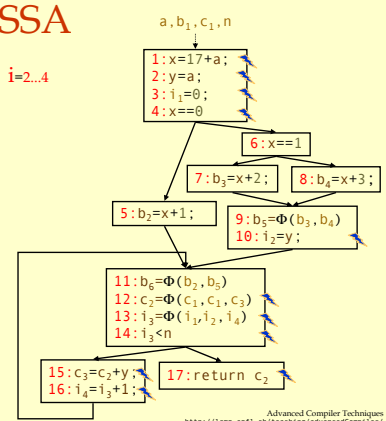 SSA
a,b₁,c₁,n
i=2...4
1:x=17+a;
2:y=a;
3:i₁=0;
4:x==0
6:x==1
7:b₃=x+2;
8:b₄=x+3;
5:b₂=x+1;
9:b₅=Φ(b₃,b₄)
10:i₂=y;
11:b₆=Φ(b₂,b₅)
12:c₂=Φ(c₁,c₁,c₃)
13:i₃=Φ(i₁,i₂,i₄)
14:i₃<n
15:c₃=c₂+y;
16:i₄=i₃+1;
17:return c₂
Advanced Compiler Techniques